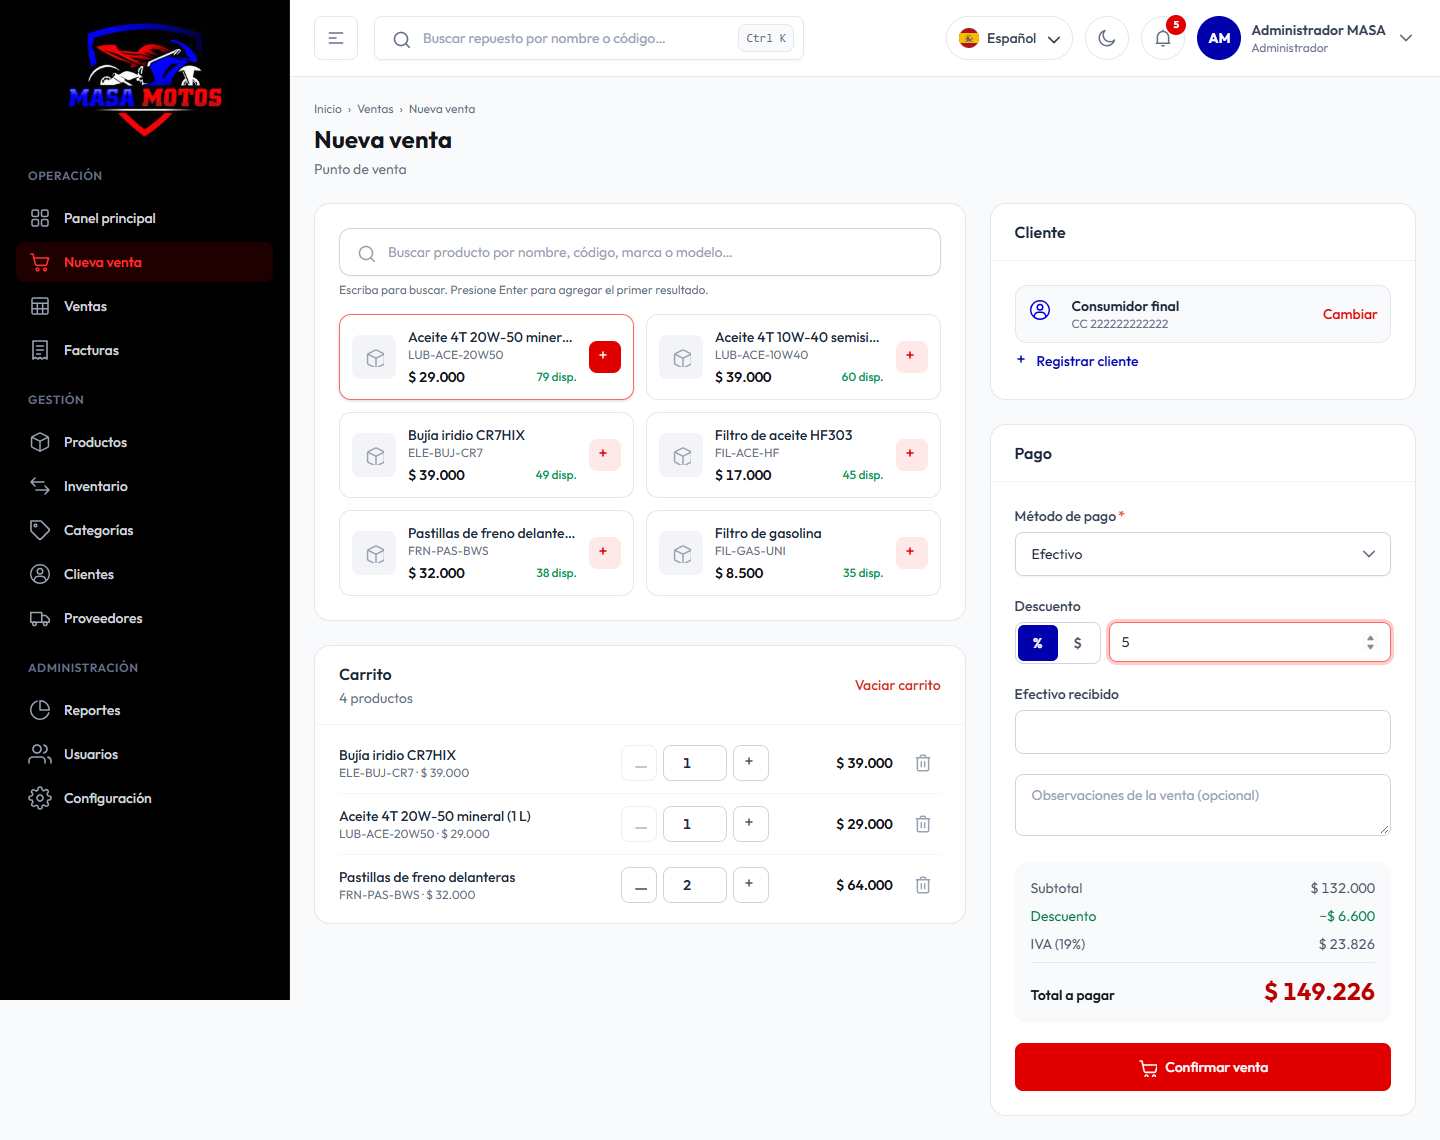 MASA MOTOS
OPERACIÓN
Panel principal
Nueva venta
Ventas
Facturas
GESTIÓN
Productos
Inventario
Categorías
Clientes
Proveedores
ADMINISTRACIÓN
Reportes
Usuarios
Configuración
Buscar repuesto por nombre o código...
Ctrl K
Español
5
AM
Administrador MASA
Administrador
Inicio › Ventas › Nueva venta
Nueva venta
Punto de venta
Buscar producto por nombre, código, marca o modelo...
Escriba para buscar. Presione Enter para agregar el primer resultado.
Aceite 4T 20W-50 miner...
LUB-ACE-20W50
$ 29.000
79 disp.
+
Aceite 4T 10W-40 semisi...
LUB-ACE-10W40
$ 39.000
60 disp.
+
Bujía iridio CR7HIX
ELE-BUJ-CR7
$ 39.000
49 disp.
+
Filtro de aceite HF303
FIL-ACE-HF
$ 17.000
45 disp.
+
Pastillas de freno delante...
FRN-PAS-BWS
$ 32.000
38 disp.
+
Filtro de gasolina
FIL-GAS-UNI
$ 8.500
35 disp.
+
Carrito
4 productos
Vaciar carrito
Bujía iridio CR7HIX
ELE-BUJ-CR7 · $ 39.000
— 1 +
$ 39.000
Aceite 4T 20W-50 mineral (1 L)
LUB-ACE-20W50 · $ 29.000
— 1 +
$ 29.000
Pastillas de freno delanteras
FRN-PAS-BWS · $ 32.000
— 2 +
$ 64.000
Cliente
Consumidor final
CC 222222222222
Cambiar
+ Registrar cliente
Pago
Método de pago *
Efectivo
Descuento
% $ 5
Efectivo recibido
Observaciones de la venta (opcional)
Subtotal $ 132.000
Descuento −$ 6.600
IVA (19%) $ 23.826
Total a pagar $ 149.226
Confirmar venta